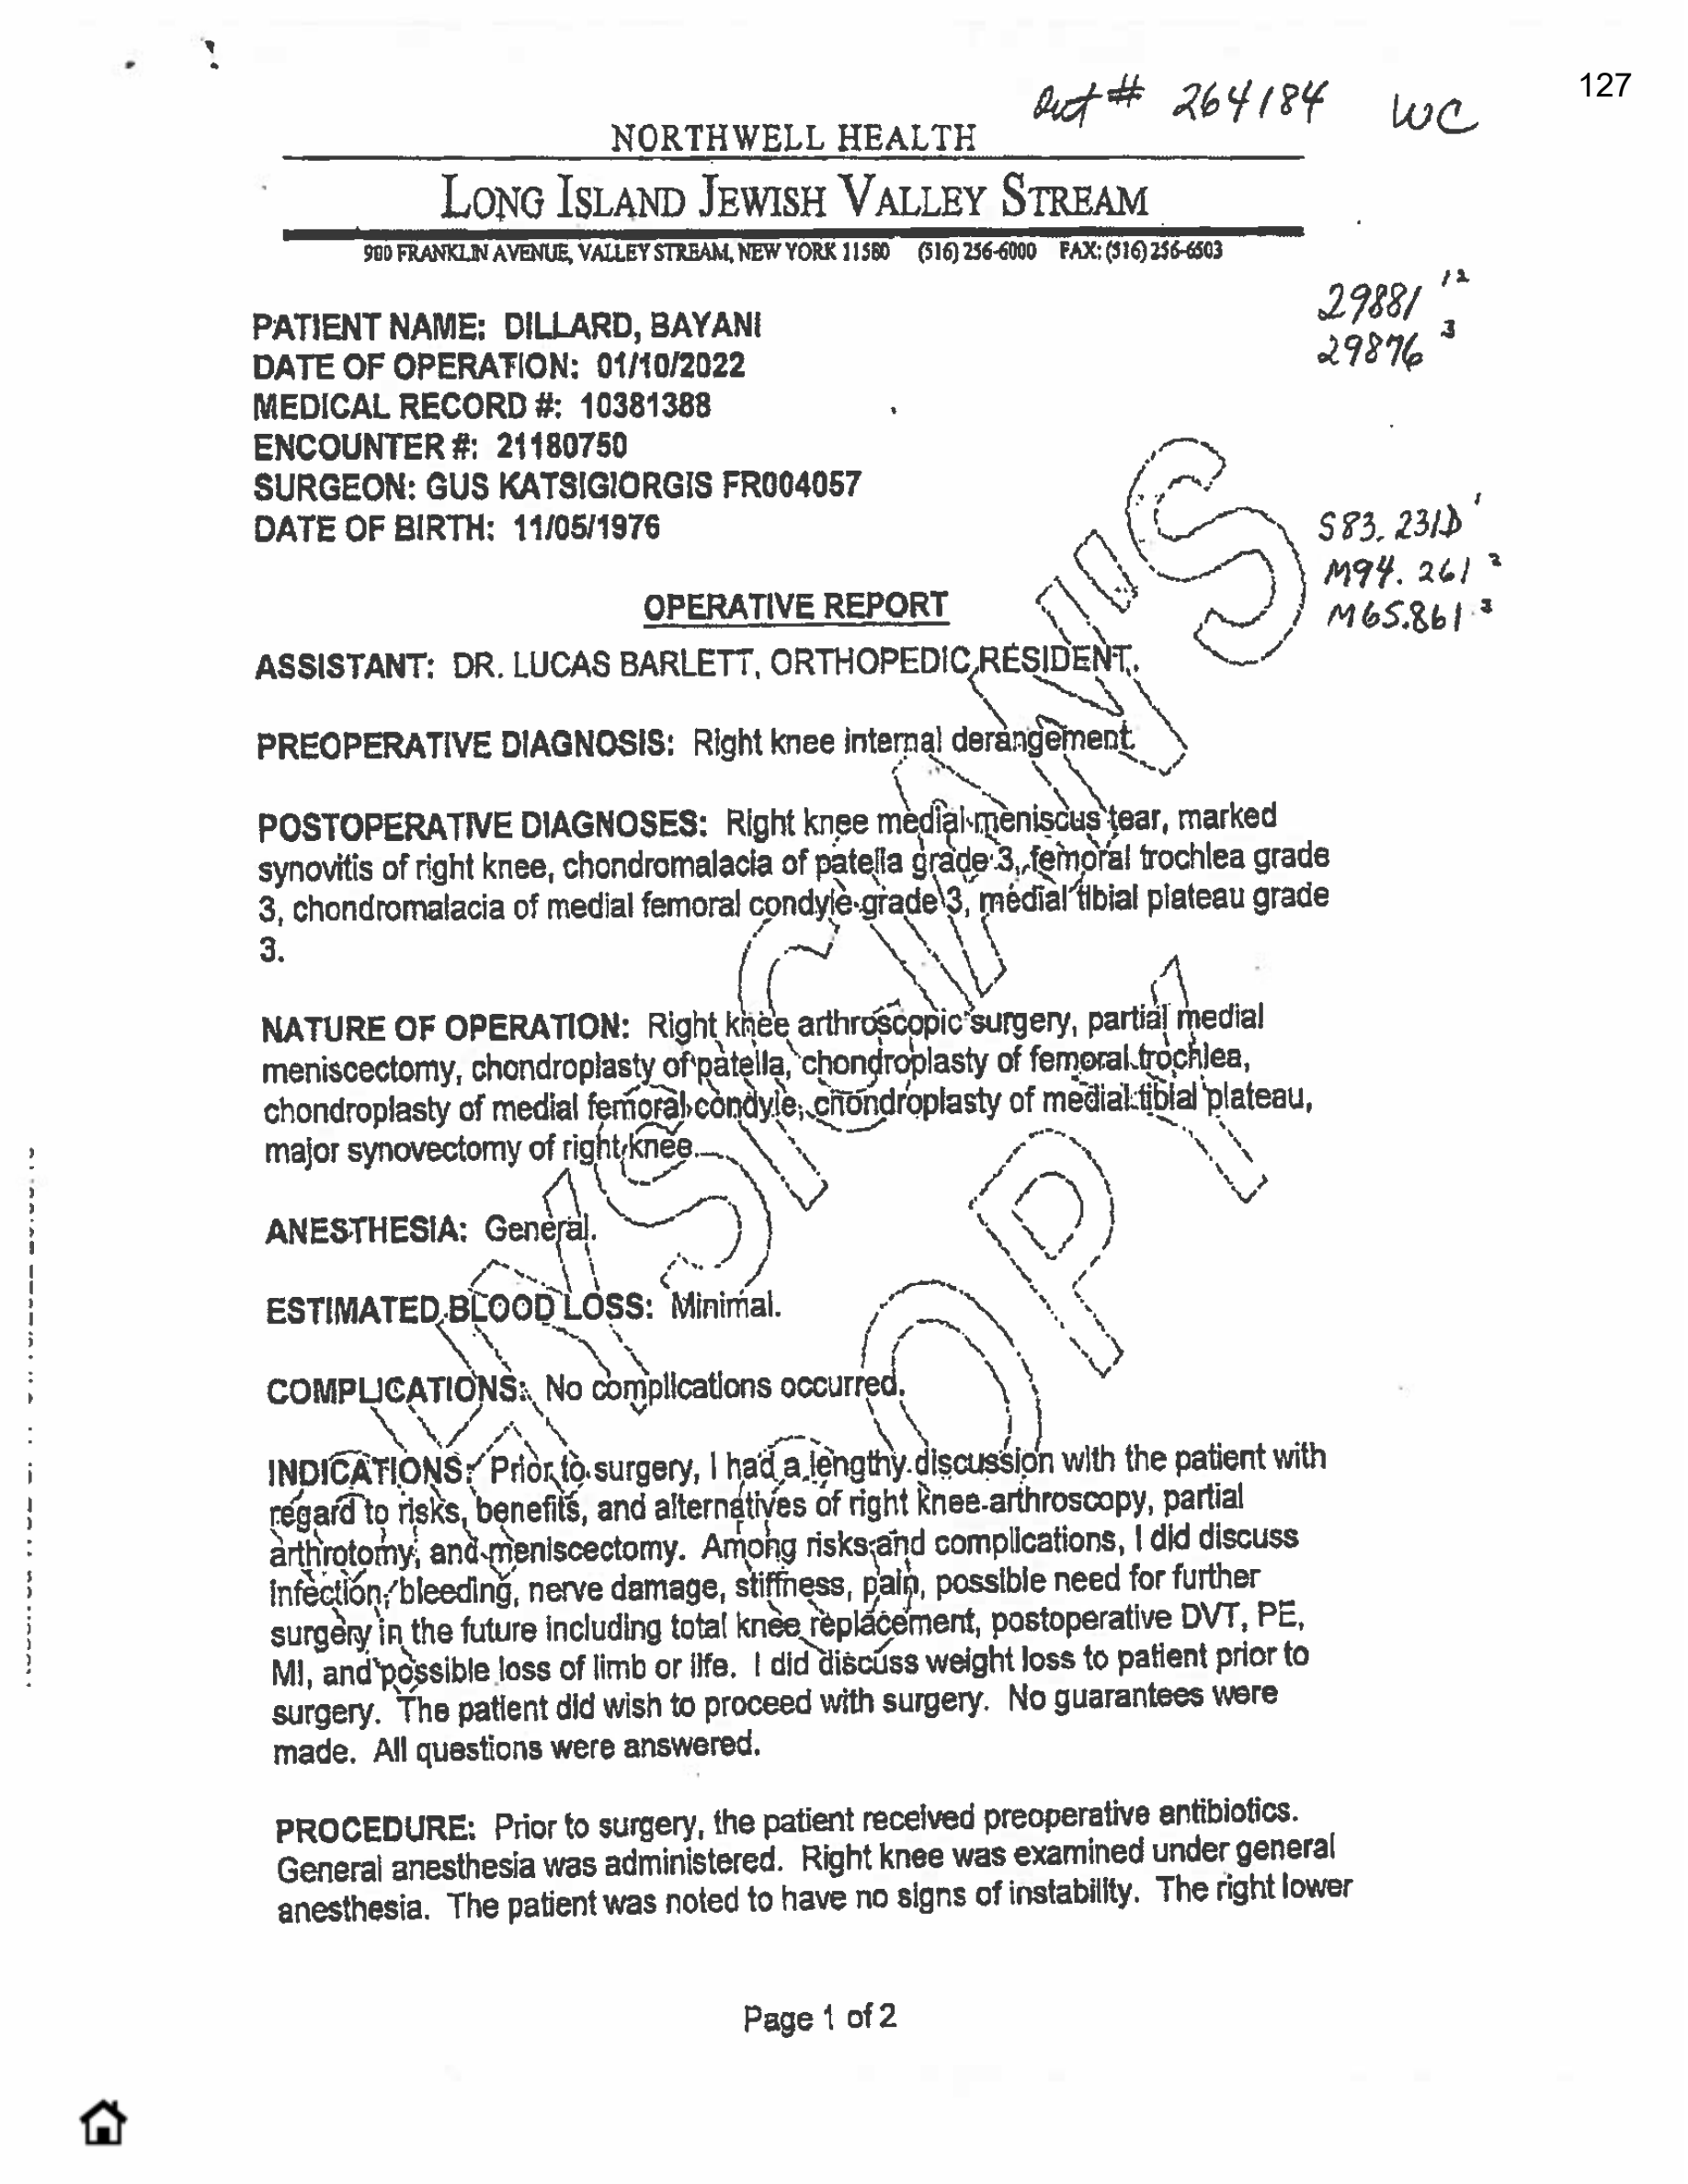 127
Act # 264184 WC
NORTHWELL HEALTH
LONG ISLAND JEWISH VALLEY STREAM
900 FRANKLIN AVENUE, VALLEY STREAM, NEW YORK 11580 (516) 256-6000 FAX: (516) 256-6503
29881 12
29876 3
PATIENT NAME: DILLARD, BAYANI
DATE OF OPERATION: 01/10/2022
MEDICAL RECORD #: 10381388
ENCOUNTER #: 21180750
SURGEON: GUS KATSIGIORGIS FR004057
DATE OF BIRTH: 11/05/1976
S83.231D 1
M94.261 2
M65.861 3
OPERATIVE REPORT
ASSISTANT: DR. LUCAS BARLETT, ORTHOPEDIC RESIDENT.
PREOPERATIVE DIAGNOSIS: Right knee internal derangement.
POSTOPERATIVE DIAGNOSES: Right knee medial meniscus tear, marked
synovitis of right knee, chondromalacia of patella grade 3, femoral trochlea grade
3, chondromalacia of medial femoral condyle grade 3, medial tibial plateau grade
3.
NATURE OF OPERATION: Right knee arthroscopic surgery, partial medial
meniscectomy, chondroplasty of patella, chondroplasty of femoral trochlea,
chondroplasty of medial femoral condyle, chondroplasty of medial tibial plateau,
major synovectomy of right knee.
ANESTHESIA: General.
ESTIMATED BLOOD LOSS: Minimal.
COMPLICATIONS: No complications occurred.
INDICATIONS: Prior to surgery, I had a lengthy discussion with the patient with
regard to risks, benefits, and alternatives of right knee arthroscopy, partial
arthrotomy, and meniscectomy. Among risks and complications, I did discuss
infection, bleeding, nerve damage, stiffness, pain, possible need for further
surgery in the future including total knee replacement, postoperative DVT, PE,
MI, and possible loss of limb or life. I did discuss weight loss to patient prior to
surgery. The patient did wish to proceed with surgery. No guarantees were
made. All questions were answered.
PROCEDURE: Prior to surgery, the patient received preoperative antibiotics.
General anesthesia was administered. Right knee was examined under general
anesthesia. The patient was noted to have no signs of instability. The right lower
PHYSICIAN'S
COPY
Page 1 of 2